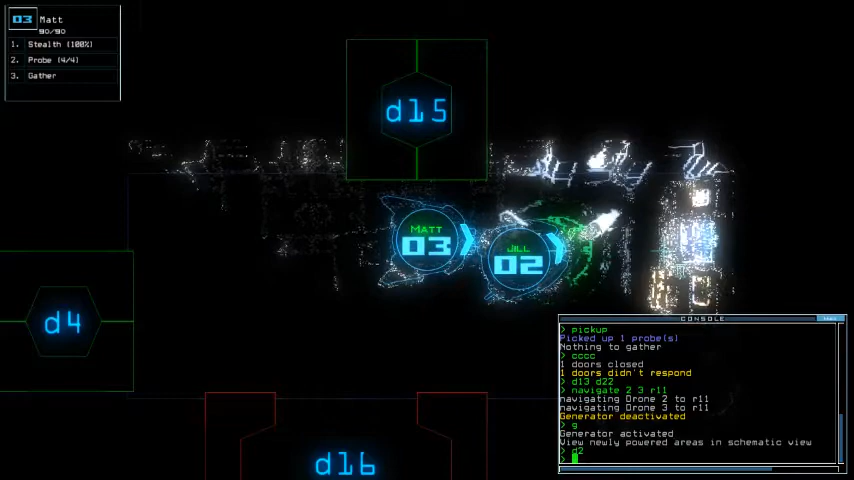 03 Matt
90/90
1. Stealth (100%)
2. Probe (4/4)
3. Gather
d15
MATT
03
JILL
02
d4
d16
CONSOLE
> pickup
Picked up 1 probe(s)
Nothing to gather
> cccc
1 doors closed
1 doors didn't respond
> d13 d22
> navigate 2 3 r11
navigating Drone 2 to r11
navigating Drone 3 to r11
Generator deactivated
> g
Generator activated
View newly powered areas in schematic view
> d2
>